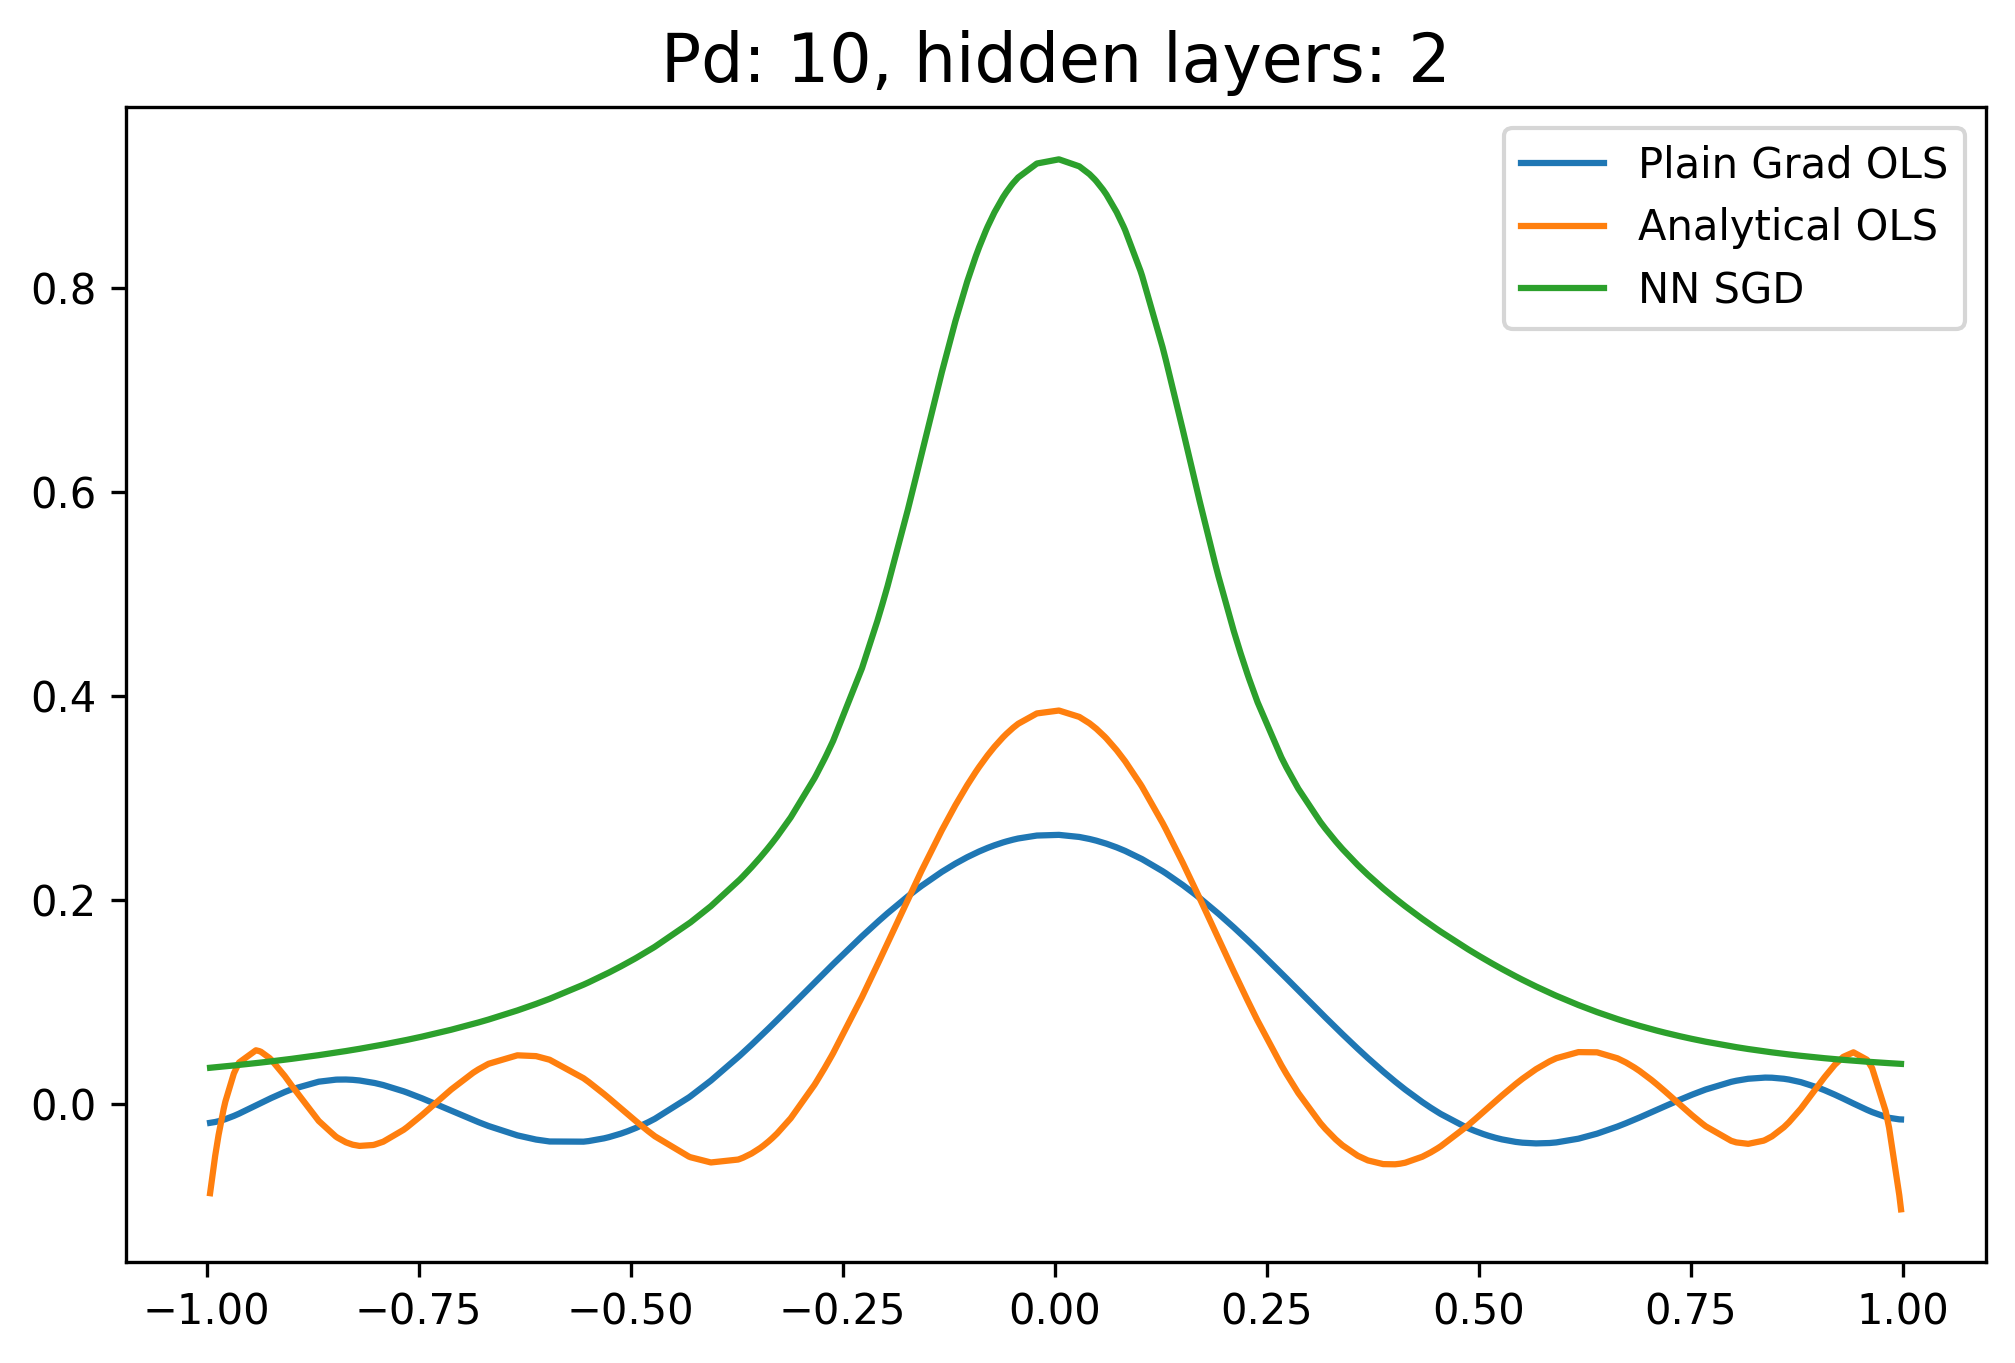 Pd: 10, hidden layers: 2
Plain Grad OLS
Analytical OLS
NN SGD
0.8
0.6
0.4
0.2
0.0
−1.00 −0.75 −0.50 −0.25 0.00 0.25 0.50 0.75 1.00